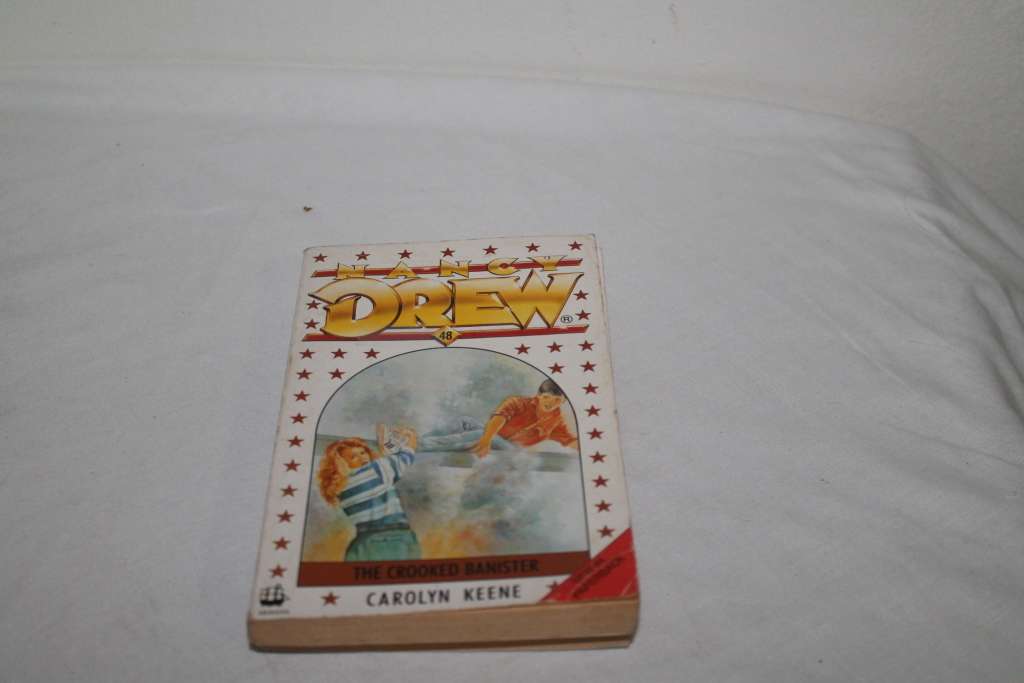 NANCY
DREW®
48
THE CROOKED BANISTER
CAROLYN KEENE